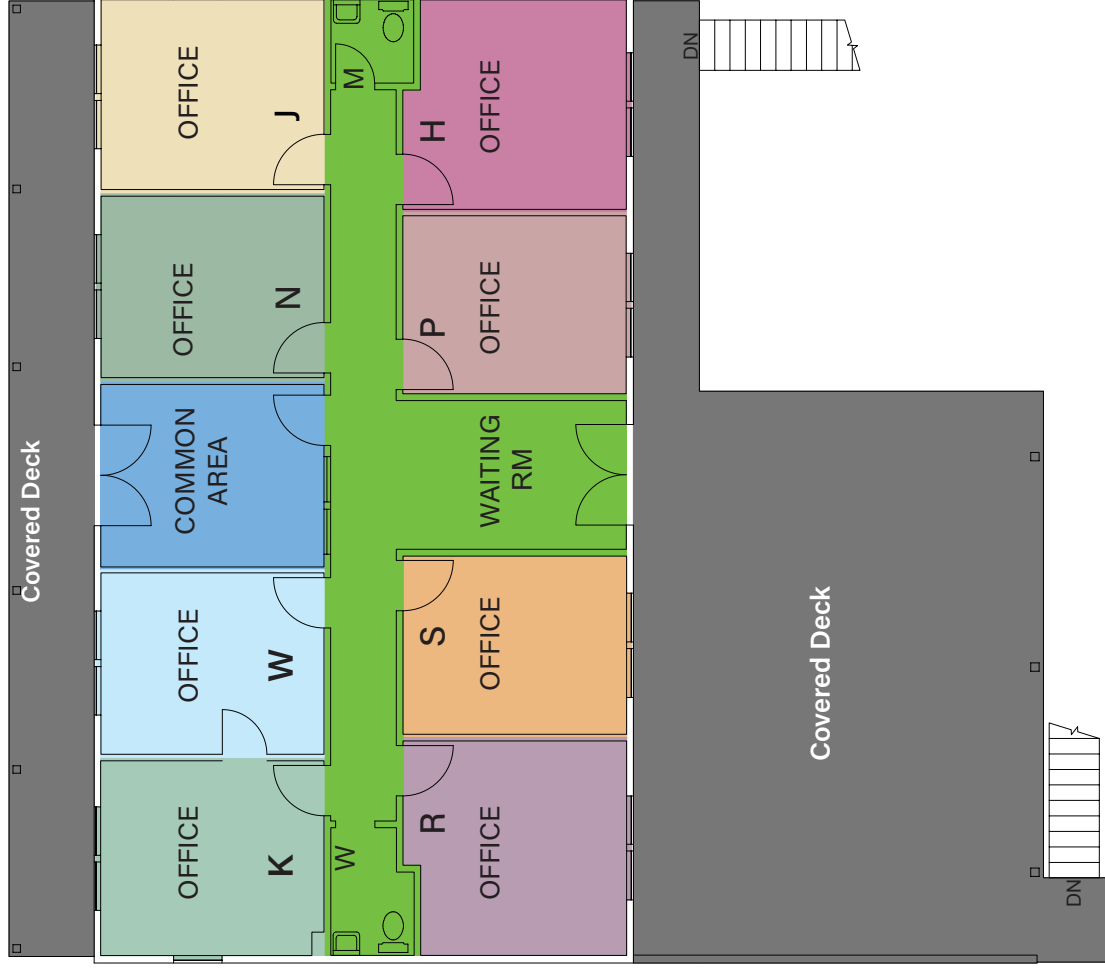 Covered Deck
OFFICE
K
OFFICE
W
COMMON
AREA
OFFICE
N
OFFICE
J
W
M
R
OFFICE
S
OFFICE
WAITING
RM
P
OFFICE
H
OFFICE
DN
Covered Deck
DN